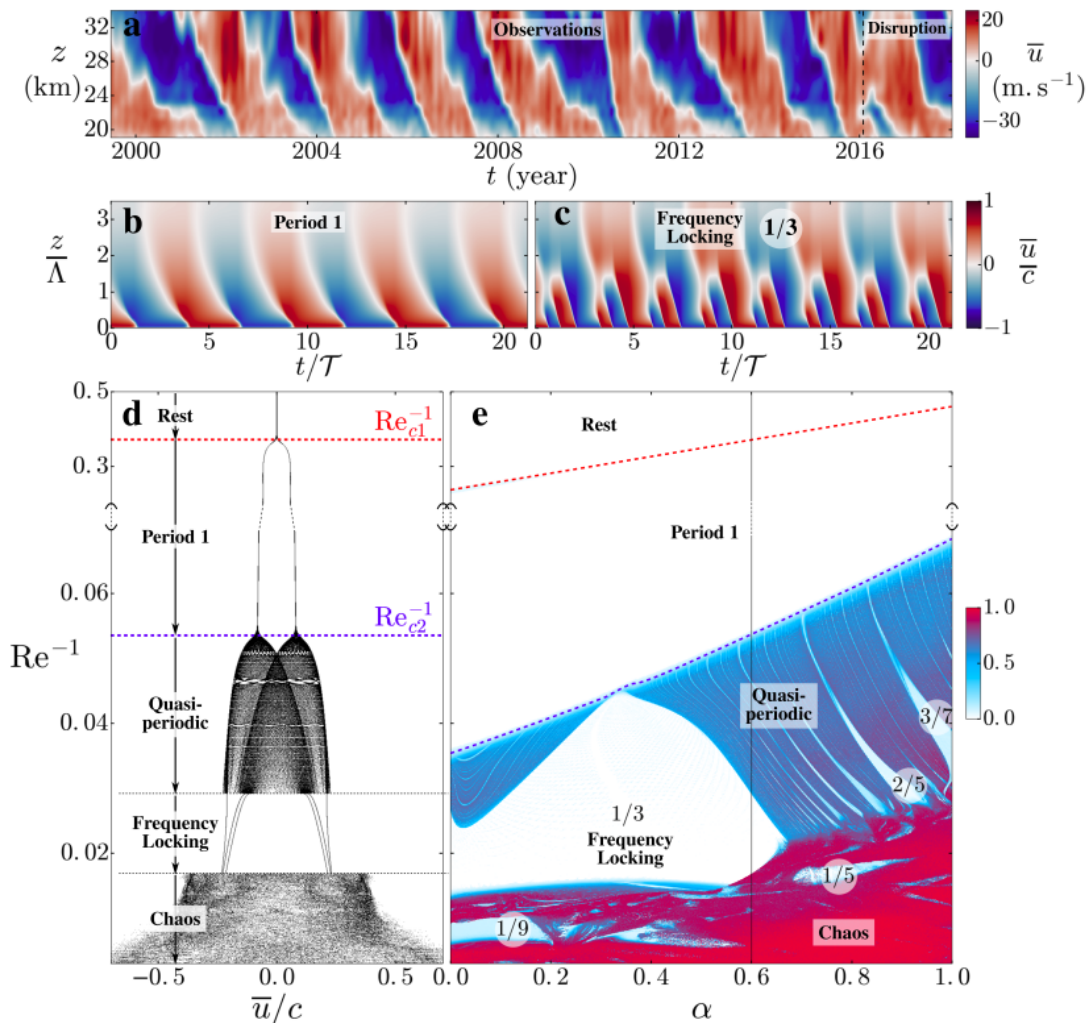 a
Observations
Disruption
z
(km)
32
28
24
20
2000 2004 2008 2012 2016
t (year)
20
0
−30
u̅
(m.s⁻¹)
b
Period 1
z/Λ
3
2
1
0
0 5 10 15 20
t/𝒯
c
Frequency
Locking
1/3
0 5 10 15 20
t/𝒯
1
0
−1
u̅/c
d
Rest
Re⁻¹c1
Period 1
Re⁻¹c2
Quasi-
periodic
Frequency
Locking
Chaos
Re⁻¹
0.5
0.3
0.06
0.04
0.02
−0.5 0.0 0.5
u̅/c
e
Rest
Period 1
Quasi-
periodic
3/7
2/5
1/3
Frequency
Locking
1/5
1/9
Chaos
0.0 0.2 0.4 0.6 0.8 1.0
α
1.0
0.5
0.0